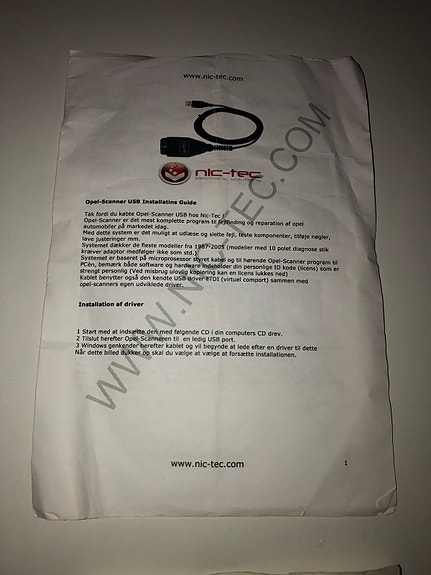 www.nic-tec.com
nic-tec
ELECTRONIC SOLUTIONS
Opel-Scanner USB Installatins Guide
Tak fordi du købte Opel-Scanner USB hos Nic-Tec !
Opel-Scanner er det mest komplette program til fejlfinding og reparation af opel
automobiler på markedet idag.
Med dette system er det muligt at udlæse og slette fejl, teste komponenter, tilføje nøgler,
lave justeringer mm.
Systemet dækker de fleste modeller fra 1987-2005 (modeller med 10 polet diagnose stik
kræver adaptor medfølger ikke som std.)
Systemet er baseret på microprosessor styret kabel og til hørende Opel-Scanner program til
PCén, bemærk både software og hardware indeholder din personlige ID kode (licens) som er
strengt personlig (Ved misbrug ulovlig kopiering kan en licens lukkes ned)
Kablet benytter også den kendte USB driver FTDI (virtuel comport) sammen med
opel-scanners egen udviklede driver.
Installation af driver
1 Start med at indsætte den med følgende CD i din computers CD drev.
2 Tilslut herefter Opel-Scanneren til en ledig USB port.
3 Windows genkender herefter kablet og vil begynde at lede efter en driver til dette
Når dette billed dukker op skal du vælge at vælge at forsætte installationen.
www.nic-tec.com
1
WWW.NIC-TEC.COM